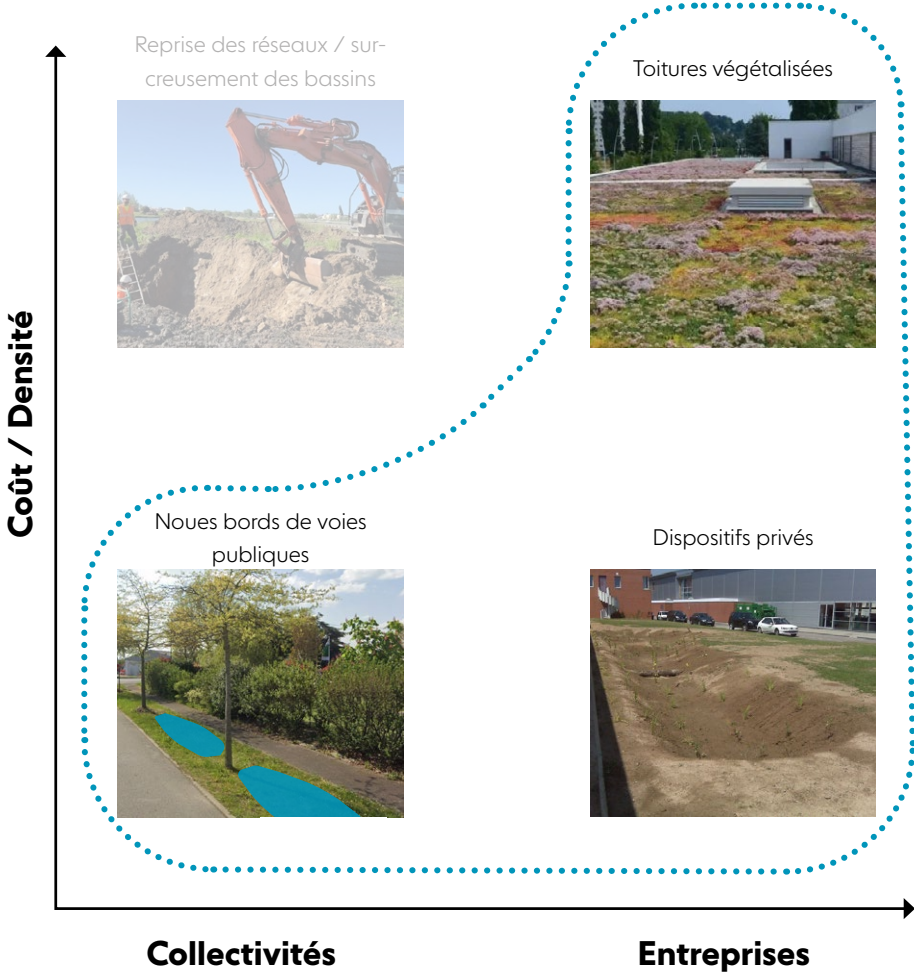 Reprise des réseaux / sur-
creusement des bassins
Toitures végétalisées
Coût / Densité
Noues bords de voies
publiques
Dispositifs privés
Collectivités
Entreprises